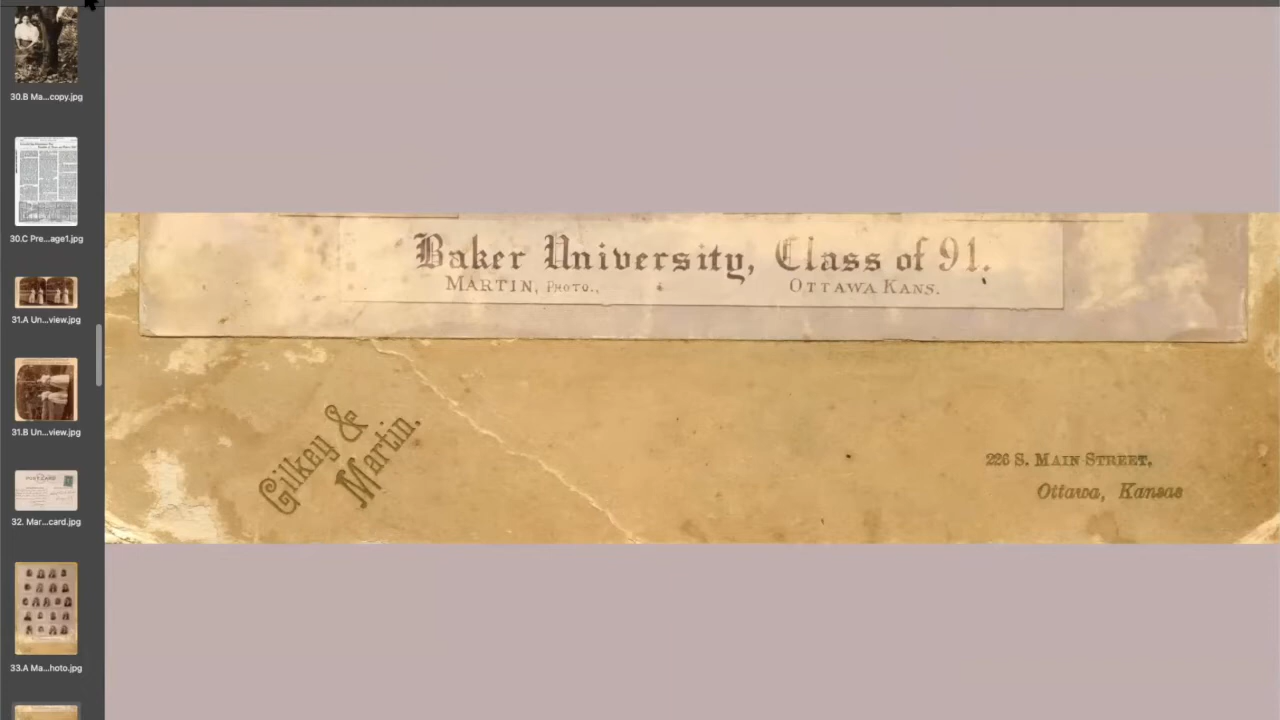 30.B Ma...copy.jpg
30.C Pre...age1.jpg
31.A Un...view.jpg
31.B Un...view.jpg
32. Mar...card.jpg
33.A Ma...hoto.jpg
Baker University, Class of 91.
MARTIN, PHOTO., OTTAWA KANS.
Gilkey &
Martin.
226 S. MAIN STREET,
Ottawa, Kansas